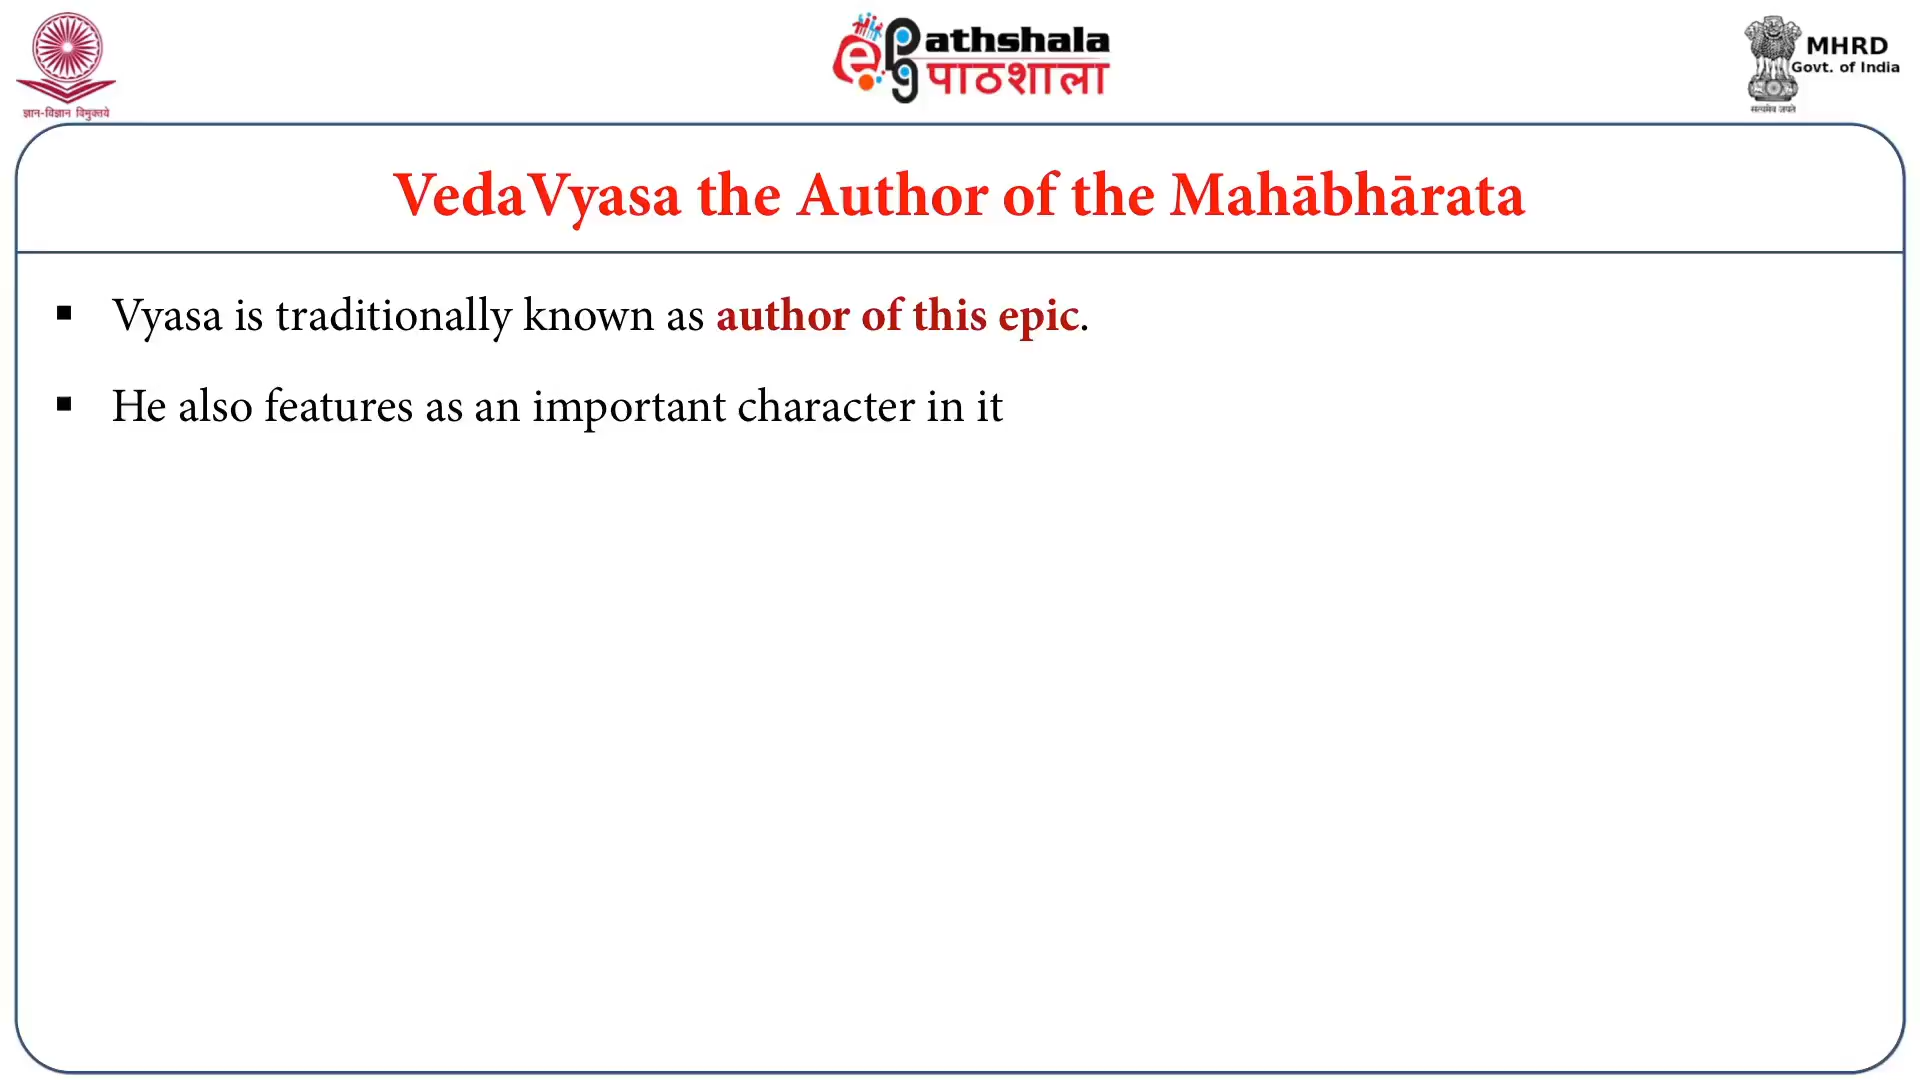 ज्ञान-विज्ञान विमुक्तये
ePathshala
पाठशाला
MHRD
Govt. of India
सत्यमेव जयते
VedaVyasa the Author of the Mahābhārata
▪ Vyasa is traditionally known as author of this epic.
▪ He also features as an important character in it